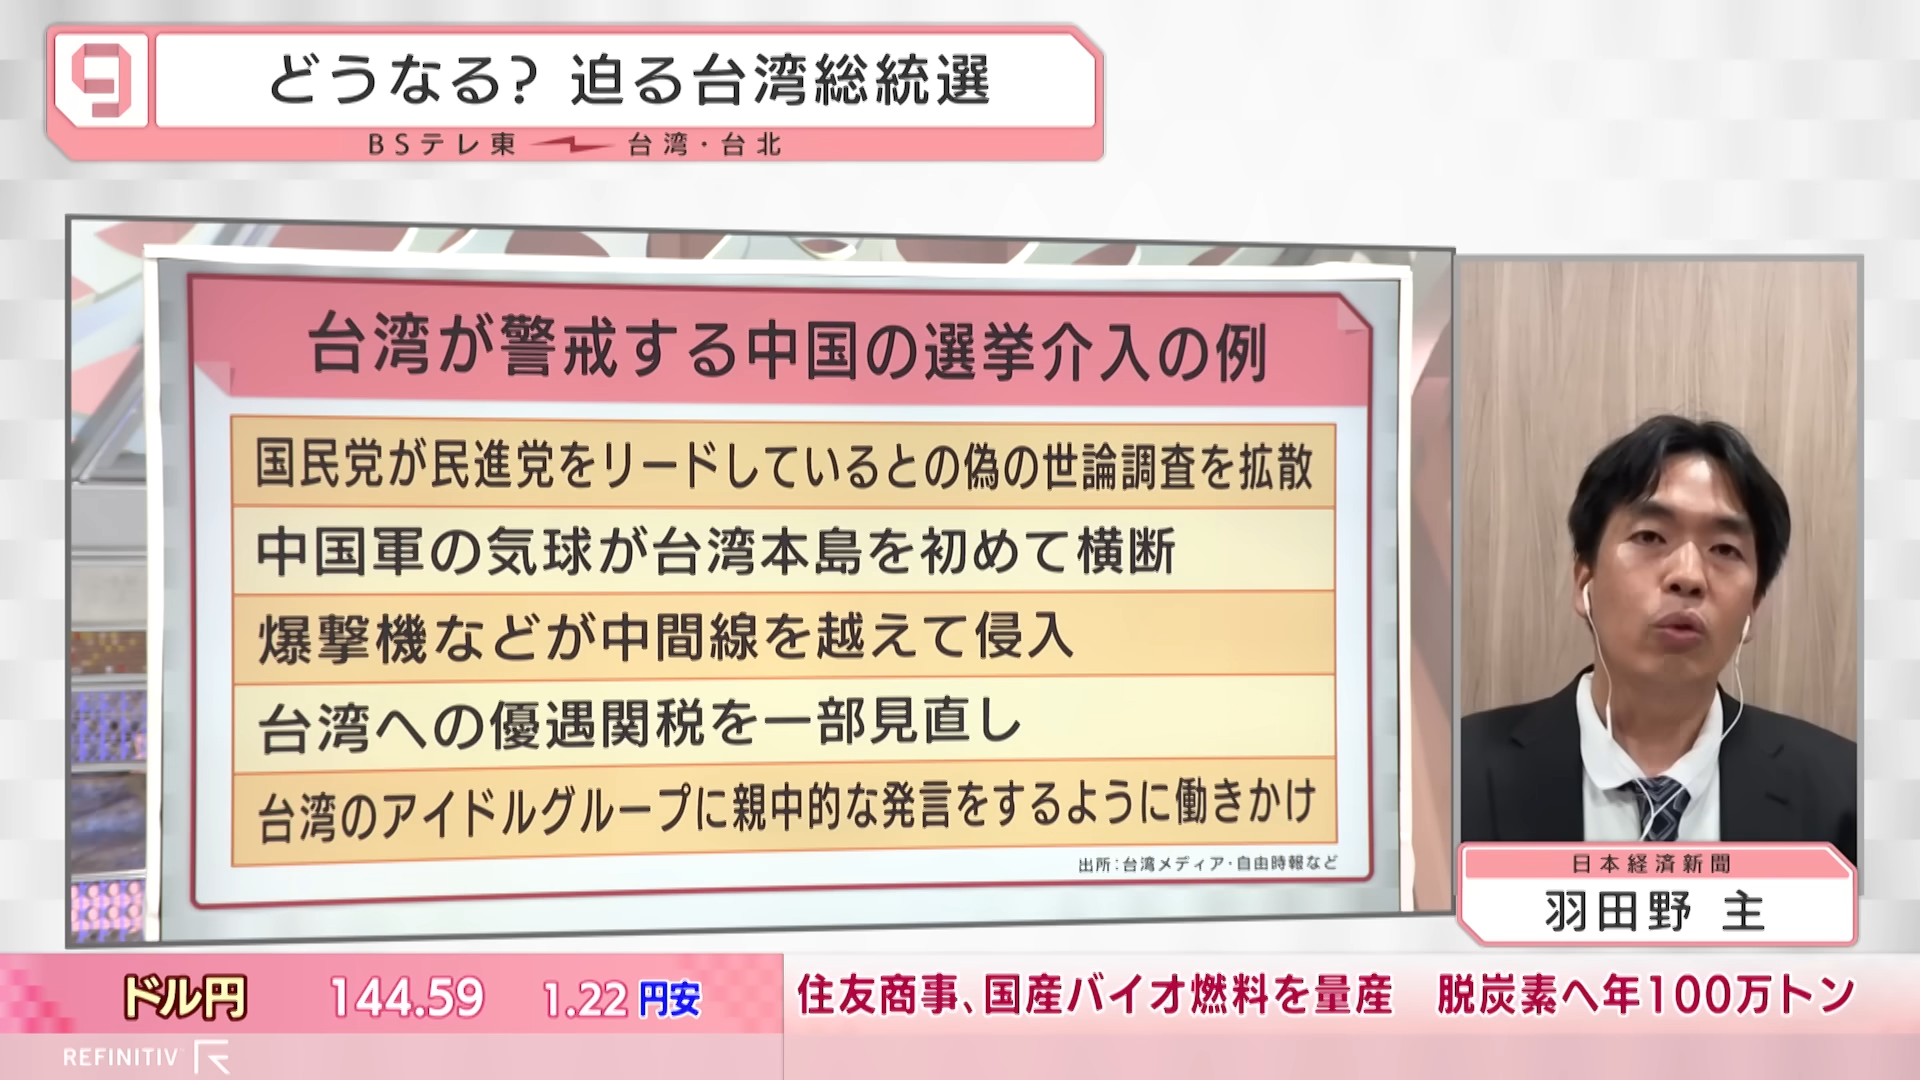 9
どうなる? 迫る台湾総統選
BSテレ東 台湾・台北
台湾が警戒する中国の選挙介入の例
国民党が民進党をリードしているとの偽の世論調査を拡散
中国軍の気球が台湾本島を初めて横断
爆撃機などが中間線を越えて侵入
台湾への優遇関税を一部見直し
台湾のアイドルグループに親中的な発言をするように働きかけ
出所:台湾メディア・自由時報など
日本経済新聞
羽田野 主
ドル円 144.59 1.22 円安
住友商事、国産バイオ燃料を量産 脱炭素へ年100万トン
REFINITIV